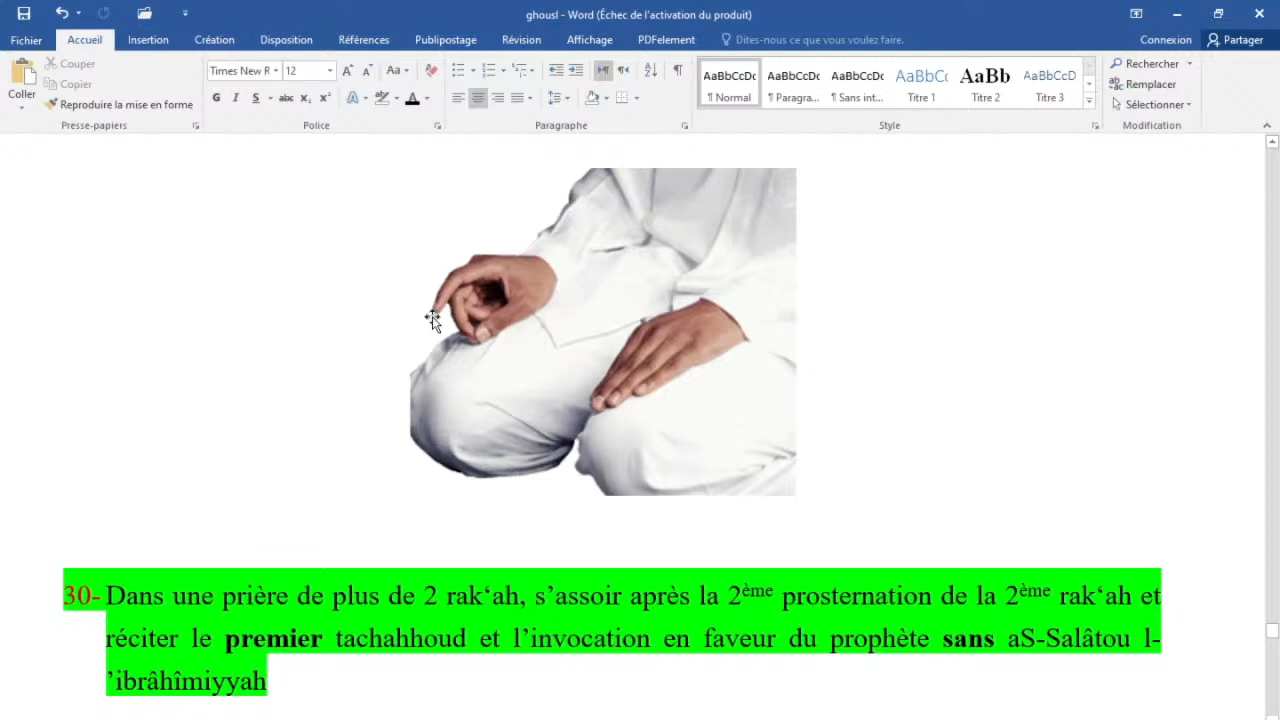 ghousl - Word (Échec de l'activation du produit)
Fichier Accueil Insertion Création Disposition Références Publipostage Révision Affichage PDFelement Dites-nous ce que vous voulez faire. Connexion Partager
Coller
Couper
Copier
Reproduire la mise en forme
Presse-papiers
Times New R 12
G I S abc x₂ x² A
Police
Paragraphe
AaBbCcDc AaBbCcDc AaBbCcDc AaBbCc AaBb AaBbCcD
¶ Normal ¶ Paragra... ¶ Sans int... Titre 1 Titre 2 Titre 3
Style
Rechercher
Remplacer
Sélectionner
Modification
30- Dans une prière de plus de 2 rak‘ah, s’assoir après la 2ème prosternation de la 2ème rak‘ah et
réciter le premier tachahhoud et l’invocation en faveur du prophète sans aS-Salâtou l-
’ibrâhîmiyyah